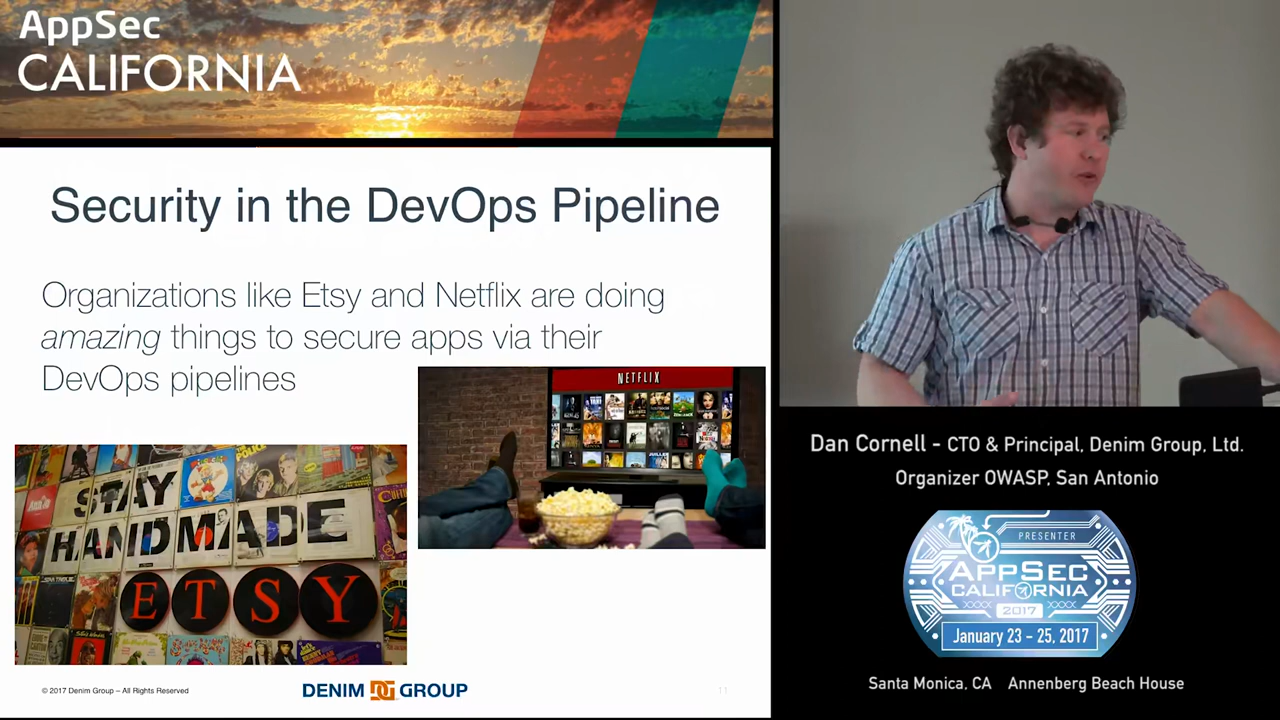 AppSec
CALIFORNIA
Security in the DevOps Pipeline
Organizations like Etsy and Netflix are doing
amazing things to secure apps via their
DevOps pipelines
NETFLIX
STAY
HANDMADE
ETSY
© 2017 Denim Group – All Rights Reserved
DENIM DG GROUP
11
Dan Cornell - CTO & Principal, Denim Group, Ltd.
Organizer OWASP, San Antonio
PRESENTER
APPSEC
CALIFORNIA
2017
January 23 - 25, 2017
Santa Monica, CA Annenberg Beach House